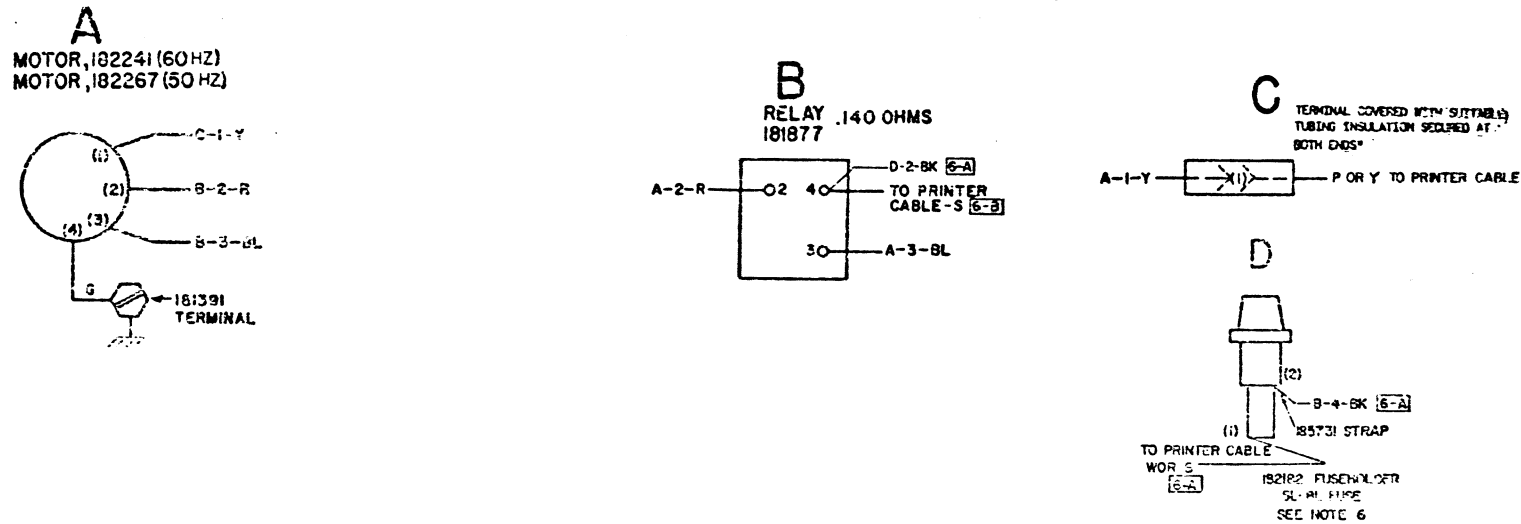 A
MOTOR, 182241 (60 HZ)
MOTOR, 182267 (50 HZ)
C-1-Y
(1)
(2) B-2-R
(3)
(4)
B-3-BL
G
181391
TERMINAL
B
RELAY .140 OHMS
181877
D-2-BK 6-A
A-2-R 2 4 TO PRINTER
CABLE-S 6-B
3 A-3-BL
C
TERMINAL COVERED WITH SUITABLE
TUBING INSULATION SECURED AT
BOTH ENDS"
A-1-Y (1) P OR Y TO PRINTER CABLE
D
(2)
B-4-BK 6-A
185731 STRAP
(1)
TO PRINTER CABLE
W OR S
6-A
182182 FUSEHOLDER
FUSE
SEE NOTE 6